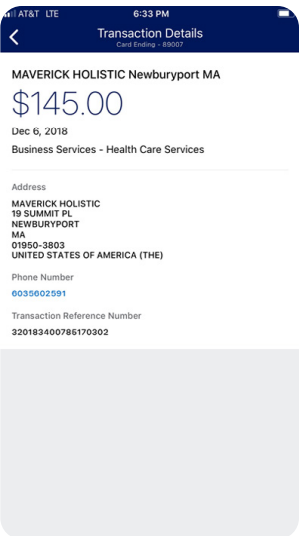 AT&T LTE 6:33 PM
Transaction Details
Card Ending - 89007
MAVERICK HOLISTIC Newburyport MA
$145.00
Dec 6, 2018
Business Services - Health Care Services
Address
MAVERICK HOLISTIC
19 SUMMIT PL
NEWBURYPORT
MA
01950-3803
UNITED STATES OF AMERICA (THE)
Phone Number
6035602591
Transaction Reference Number
320183400785170302